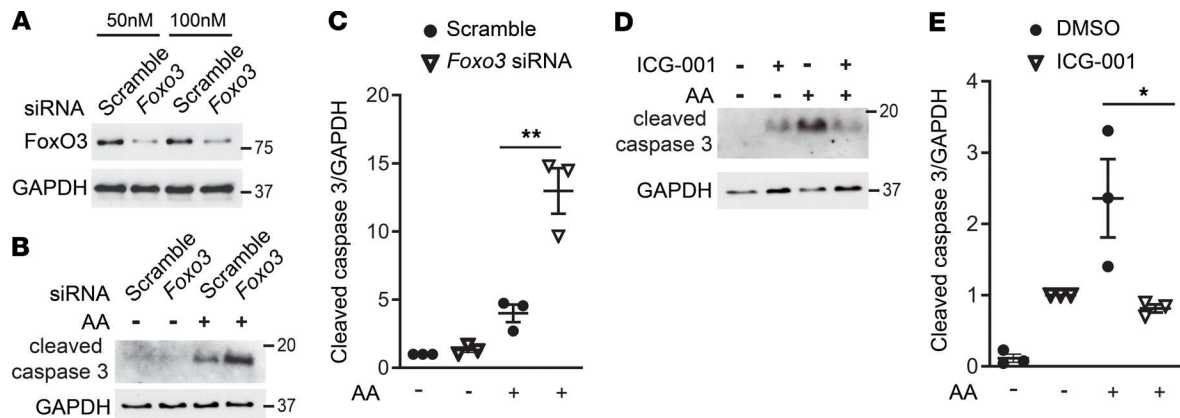 A
50nM 100nM
siRNA Scramble Foxo3 Scramble Foxo3
FoxO3
75
GAPDH
37
B
siRNA Scramble Foxo3 Scramble Foxo3
AA - - + +
cleaved
caspase 3
20
GAPDH
37
C
Scramble
Foxo3 siRNA
Cleaved caspase 3/GAPDH
20
15
10
5
0
**
AA - - + +
D
ICG-001 - + - +
AA - - + +
cleaved
caspase 3
20
GAPDH
37
E
DMSO
ICG-001
Cleaved caspase 3/GAPDH
4
3
2
1
0
*
AA - - + +